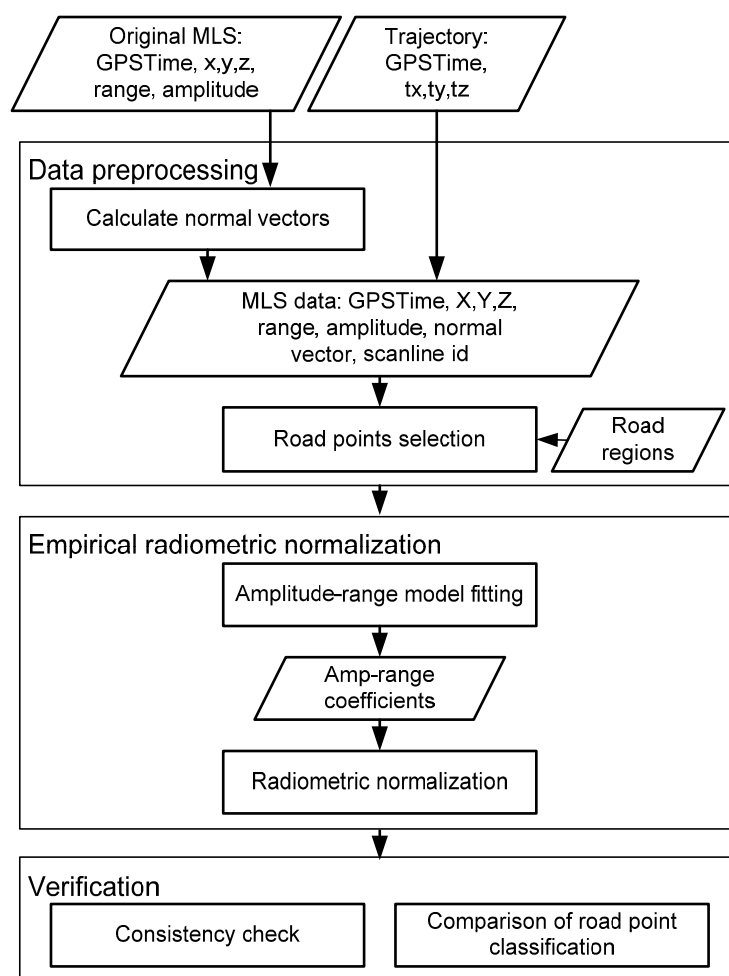 Original MLS:
GPSTime, x,y,z,
range, amplitude
Trajectory:
GPSTime,
tx,ty,tz
Data preprocessing
Calculate normal vectors
MLS data: GPSTime, X,Y,Z,
range, amplitude, normal
vector, scanline id
Road points selection
Road
regions
Empirical radiometric normalization
Amplitude-range model fitting
Amp-range
coefficients
Radiometric normalization
Verification
Consistency check
Comparison of road point
classification